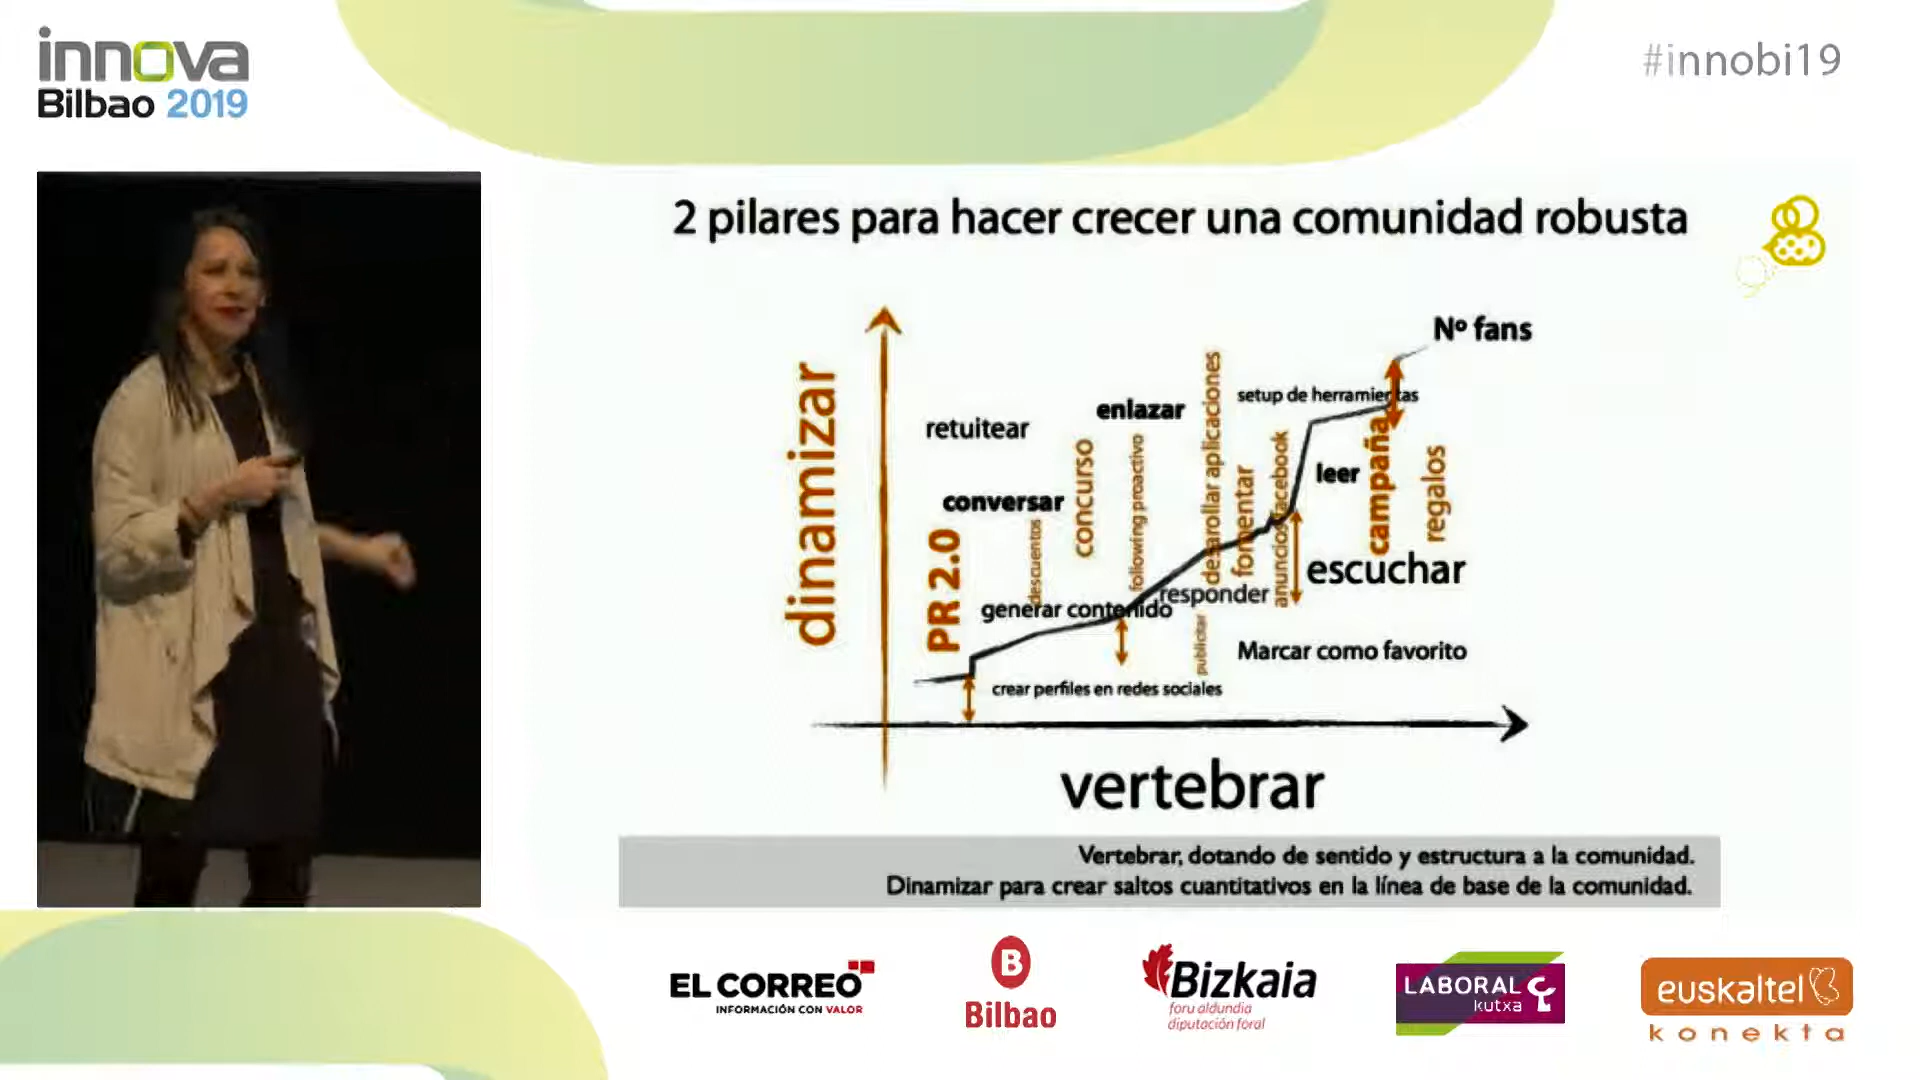 innova
Bilbao 2019
#innobi19
2 pilares para hacer crecer una comunidad robusta
Nº fans
dinamizar
retuitear
enlazar
setup de herramientas
conversar
concurso
following proactivo
desarollar aplicaciones
fomentar
anuncios facebook
leer
campaña
regalos
PR 2.0
descuentos
escuchar
generar contenido
responder
publicitar
Marcar como favorito
crear perfiles en redes sociales
vertebrar
Vertebrar, dotando de sentido y estructura a la comunidad.
Dinamizar para crear saltos cuantitativos en la línea de base de la comunidad.
EL CORREO
INFORMACIÓN CON VALOR
B
Bilbao
Bizkaia
foru aldundia
diputación foral
LABORAL
kutxa
euskaltel
konekta